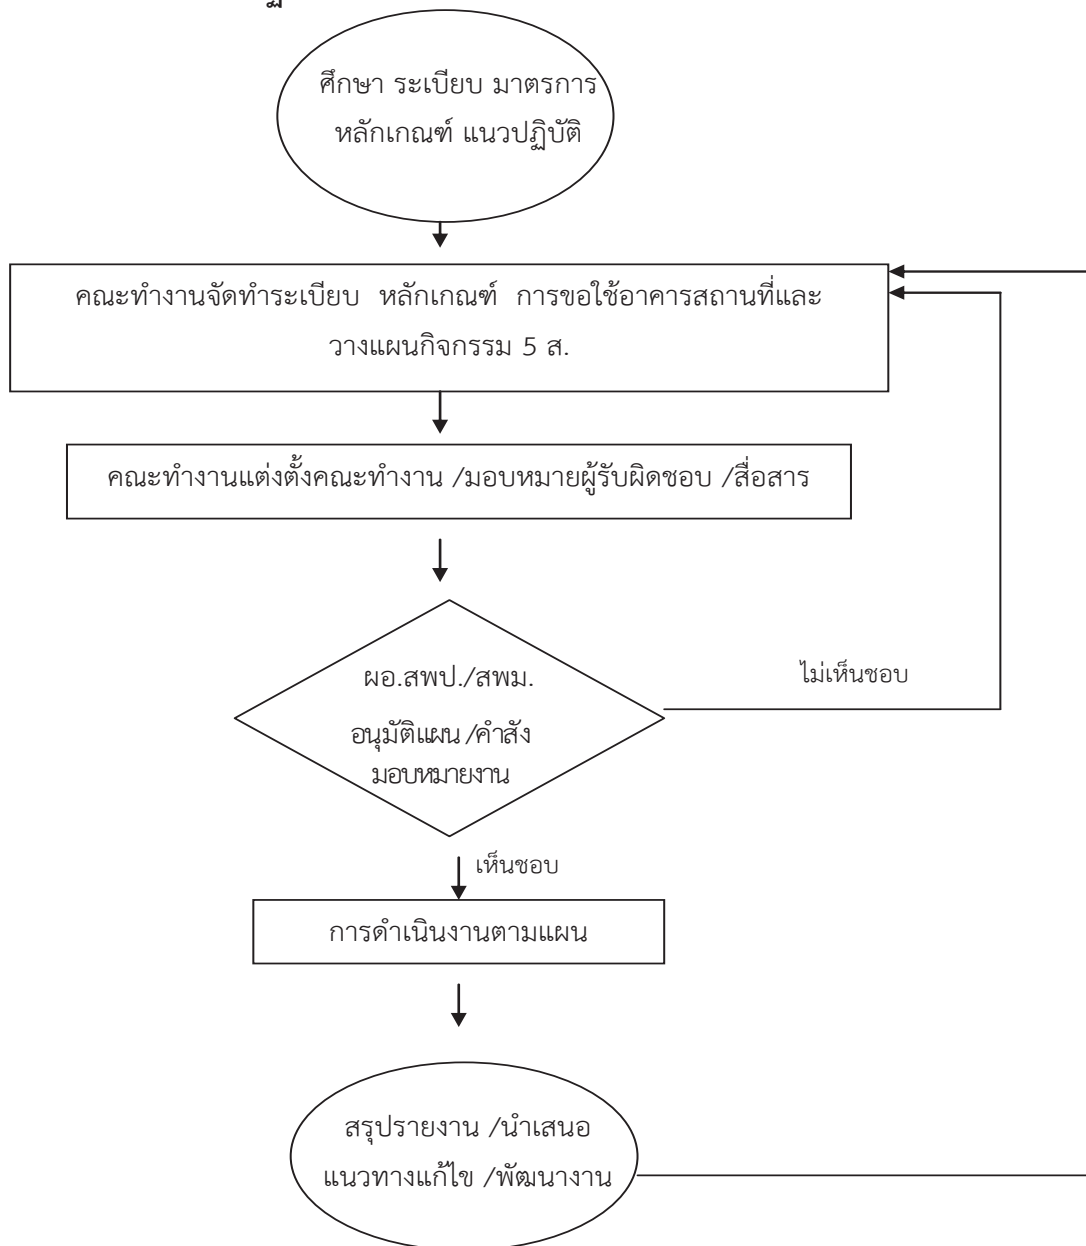 ศึกษา ระเบียบ มาตรการ
หลักเกณฑ์ แนวปฏิบัติ
คณะทำงานจัดทำระเบียบ หลักเกณฑ์ การขอใช้อาคารสถานที่และ
วางแผนกิจกรรม 5 ส.
คณะทำงานแต่งตั้งคณะทำงาน /มอบหมายผู้รับผิดชอบ /สื่อสาร
ผอ.สพป./สพม.
ไม่เห็นชอบ
อนุมัติแผน /คำสัง
มอบหมายงาน
เห็นชอบ
การดำเนินงานตามแผน
สรุปรายงาน /นำเสนอ
แนวทางแก้ไข /พัฒนางาน